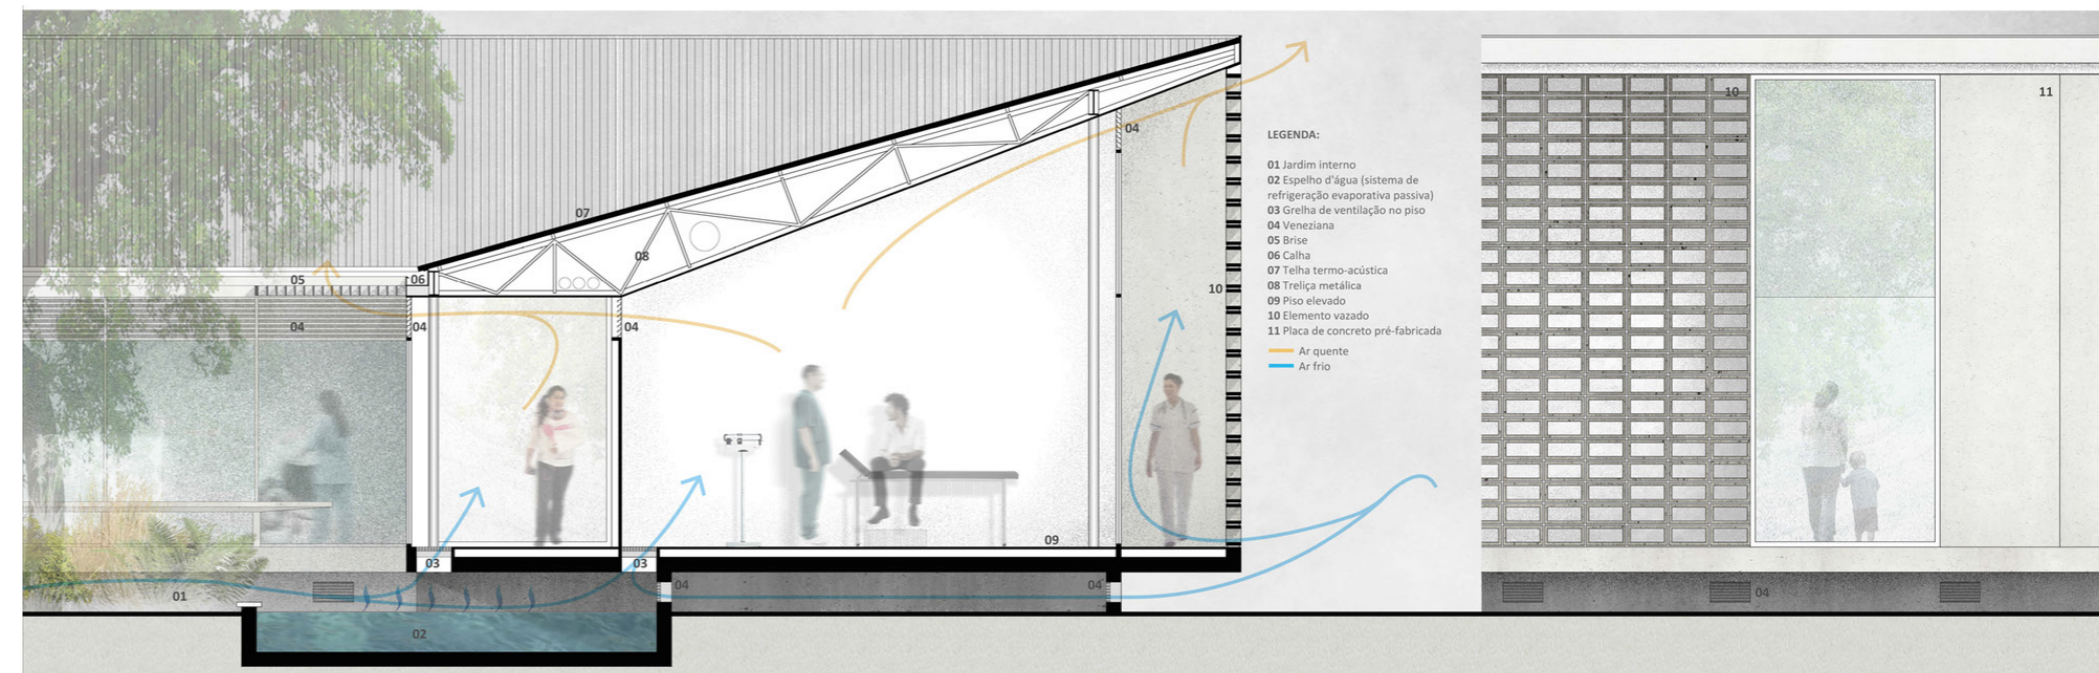 07
08
05
06
04
04
04
04
10
09
03
03
04
04
01
02
LEGENDA:
01 Jardim interno
02 Espelho d'água (sistema de
refrigeração evaporativa passiva)
03 Grelha de ventilação no piso
04 Veneziana
05 Brise
06 Calha
07 Telha termo-acústica
08 Treliça metálica
09 Piso elevado
10 Elemento vazado
11 Placa de concreto pré-fabricada
Ar quente
Ar frio
10
11
04